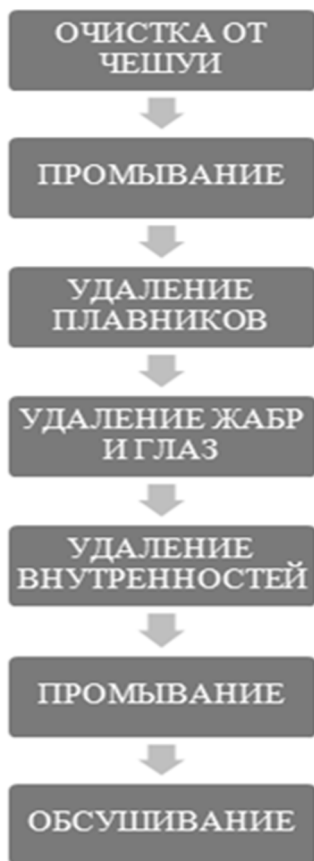 ОЧИСТКА ОТ
ЧЕШУИ
ПРОМЫВАНИЕ
УДАЛЕНИЕ
ПЛАВНИКОВ
УДАЛЕНИЕ ЖАБР
И ГЛАЗ
УДАЛЕНИЕ
ВНУТРЕННОСТЕЙ
ПРОМЫВАНИЕ
ОБСУШИВАНИЕ